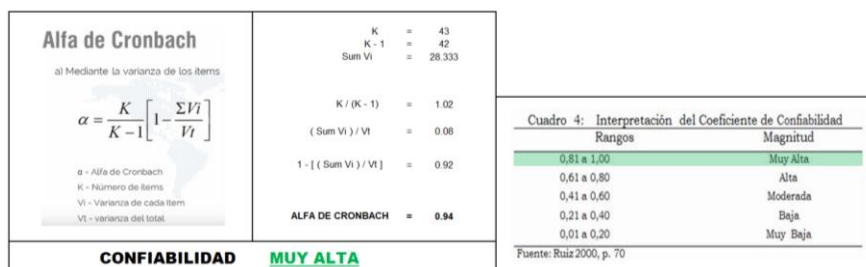 Alfa de Cronbach
a) Mediante la varianza de los ítems
α = K / K − 1 [1 − ΣVi / Vt]
α - Alfa de Cronbach
K - Número de ítems
Vi - Varianza de cada ítem
Vt - varianza del total
K = 43
K - 1 = 42
Sum Vi = 28.333
K / (K - 1) = 1.02
( Sum Vi ) / Vt = 0.08
1 - [ ( Sum Vi ) / Vt ] = 0.92
ALFA DE CRONBACH = 0.94
CONFIABILIDAD MUY ALTA
Cuadro 4: Interpretación del Coeficiente de Confiabilidad
Rangos Magnitud
0,81 a 1,00 Muy Alta
0,61 a 0,80 Alta
0,41 a 0,60 Moderada
0,21 a 0,40 Baja
0,01 a 0,20 Muy Baja
Fuente: Ruiz 2000, p. 70